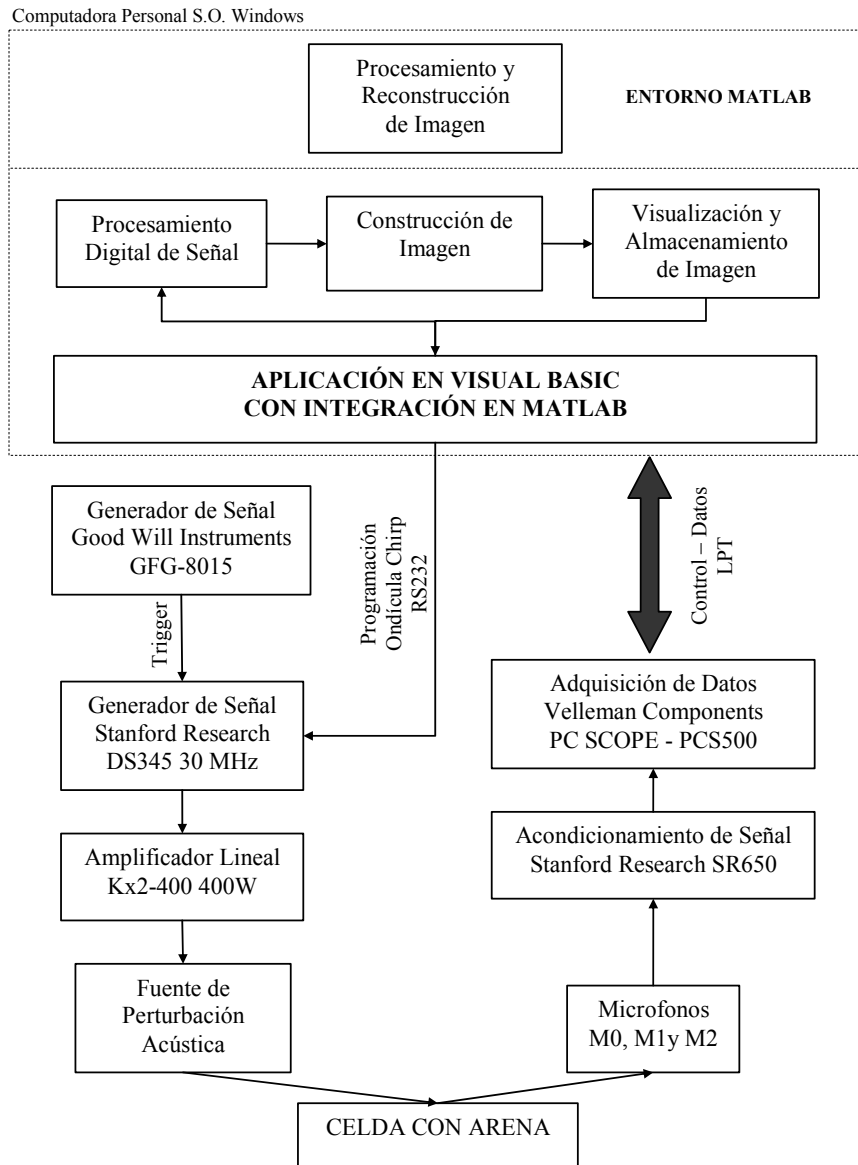 Computadora Personal S.O. Windows
Procesamiento y
Reconstrucción
de Imagen
ENTORNO MATLAB
Procesamiento
Digital de Señal
Construcción de
Imagen
Visualización y
Almacenamiento
de Imagen
APLICACIÓN EN VISUAL BASIC
CON INTEGRACIÓN EN MATLAB
Generador de Señal
Good Will Instruments
GFG-8015
Trigger
Programación
Ondícula Chirp
RS232
Control – Datos
LPT
Generador de Señal
Stanford Research
DS345 30 MHz
Adquisición de Datos
Velleman Components
PC SCOPE - PCS500
Amplificador Lineal
Kx2-400 400W
Acondicionamiento de Señal
Stanford Research SR650
Fuente de
Perturbación
Acústica
Microfonos
M0, M1y M2
CELDA CON ARENA